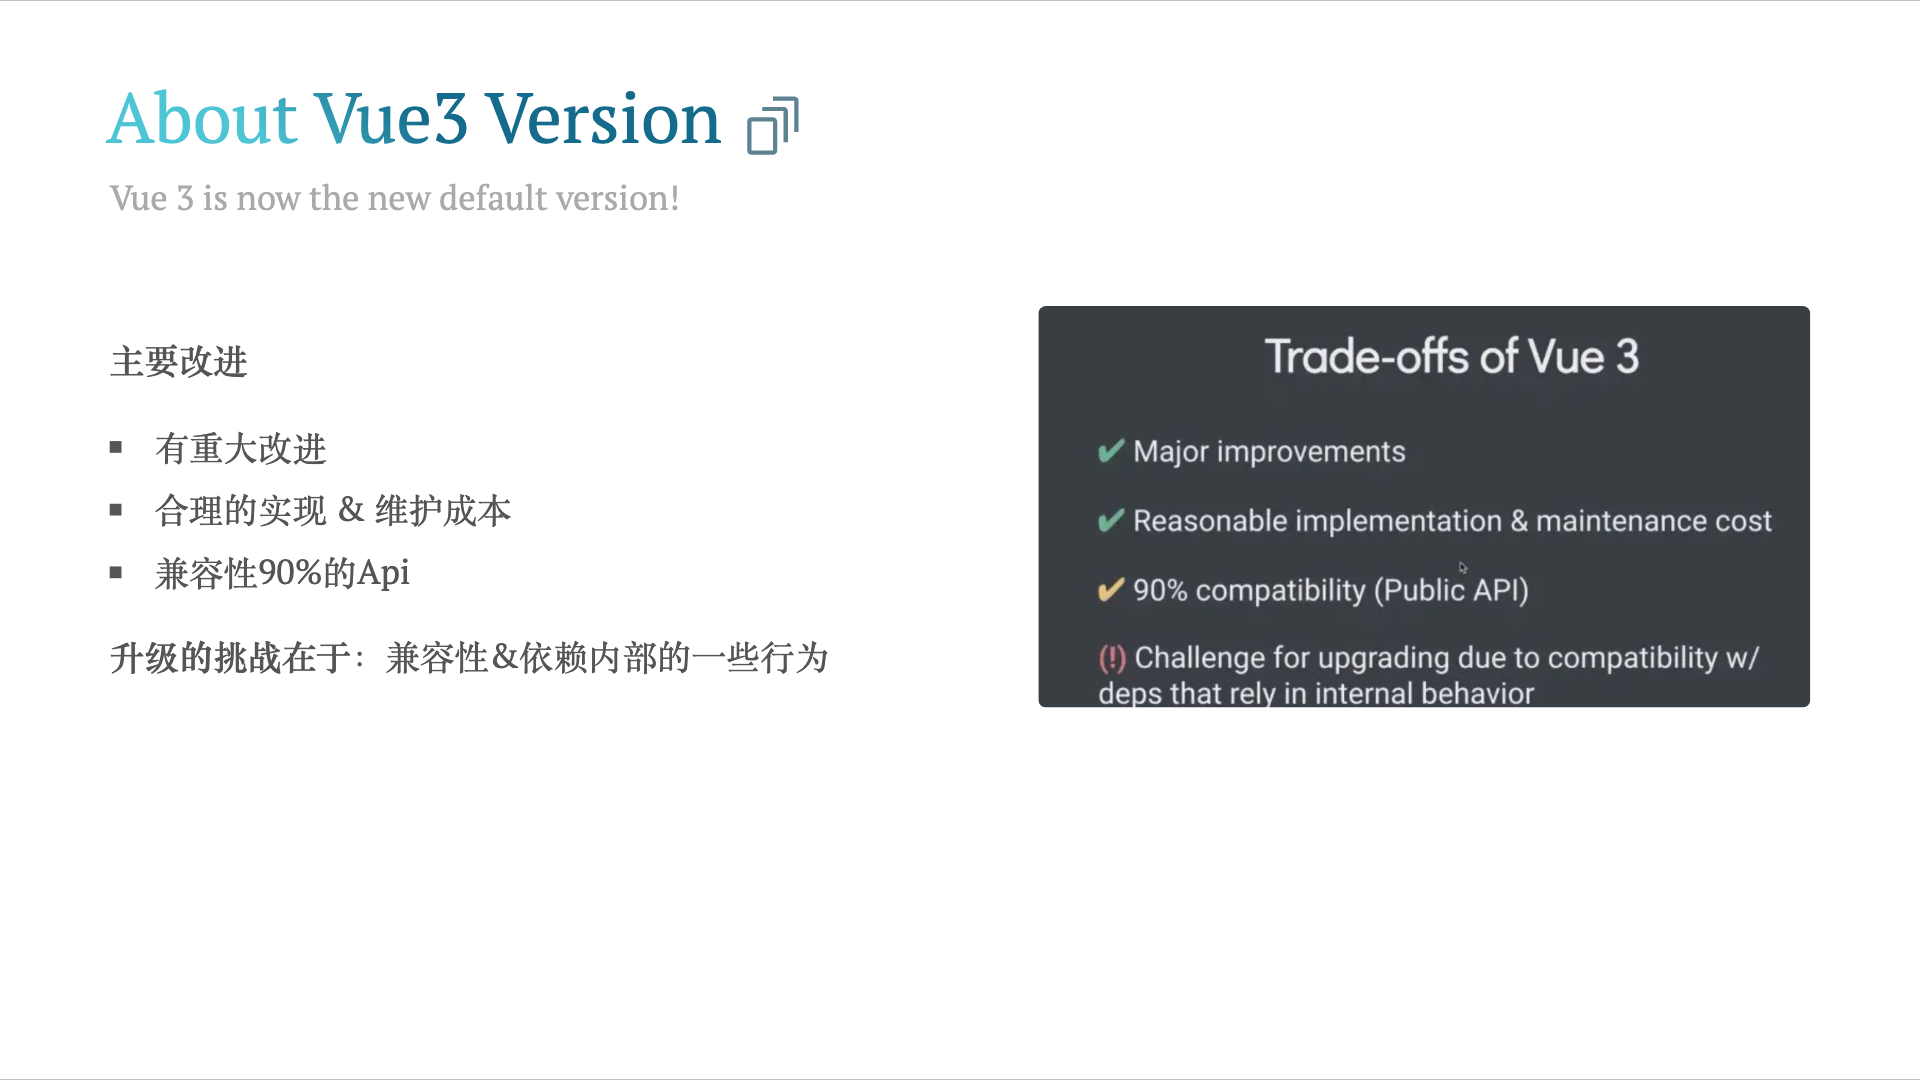 About Vue3 Version
Vue 3 is now the new default version!
主要改进
有重大改进
合理的实现 & 维护成本
兼容性90%的Api
升级的挑战在于：兼容性&依赖内部的一些行为
Trade-offs of Vue 3
✔ Major improvements
✔ Reasonable implementation & maintenance cost
✔ 90% compatibility (Public API)
(!) Challenge for upgrading due to compatibility w/
deps that rely in internal behavior